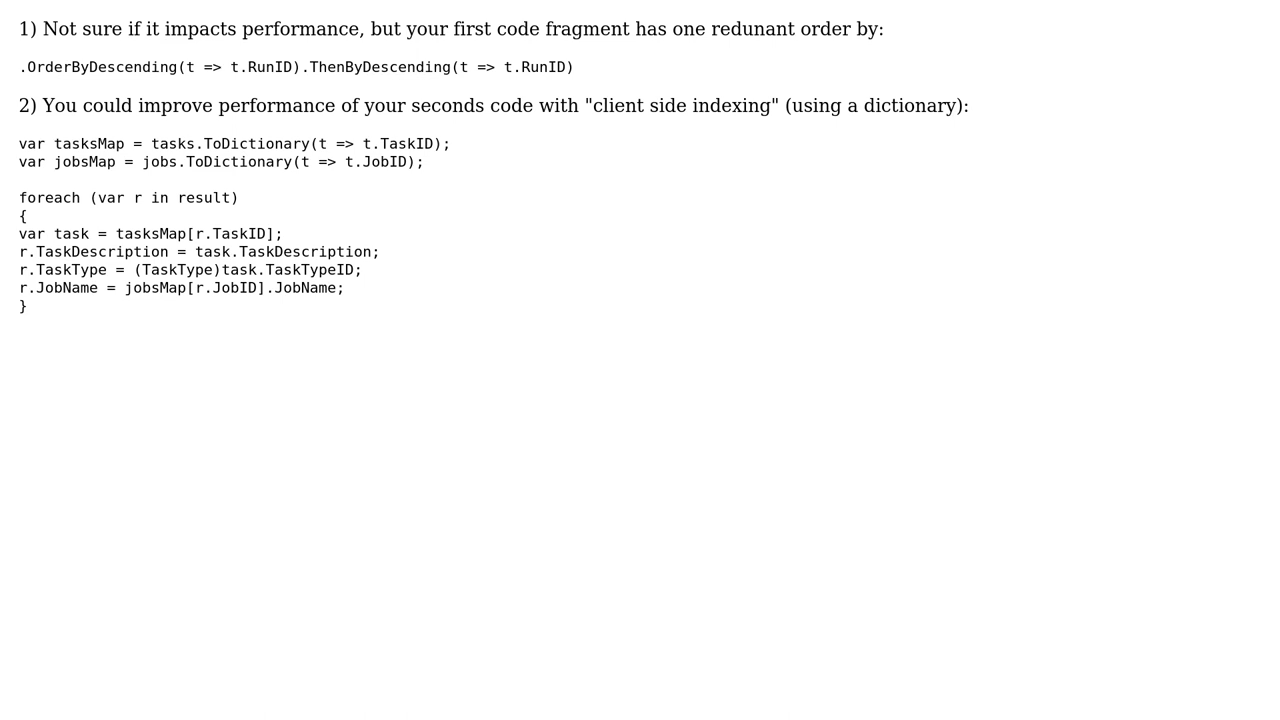 1) Not sure if it impacts performance, but your first code fragment has one redunant order by:
.OrderByDescending(t => t.RunID).ThenByDescending(t => t.RunID)
2) You could improve performance of your seconds code with "client side indexing" (using a dictionary):
var tasksMap = tasks.ToDictionary(t => t.TaskID);
var jobsMap = jobs.ToDictionary(t => t.JobID);
foreach (var r in result)
{
var task = tasksMap[r.TaskID];
r.TaskDescription = task.TaskDescription;
r.TaskType = (TaskType)task.TaskTypeID;
r.JobName = jobsMap[r.JobID].JobName;
}